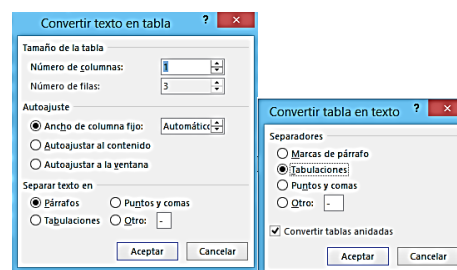 Convertir texto en tabla ? ×
Tamaño de la tabla
Número de columnas: 1
Número de filas: 3
Autoajuste
Ancho de columna fijo: Automáticc
Autoajustar al contenido
Autoajustar a la ventana
Separar texto en
Párrafos Puntos y comas
Tabulaciones Otro: -
Aceptar Cancelar
Convertir tabla en texto ? ×
Separadores
Marcas de párrafo
Tabulaciones
Puntos y comas
Otro: -
Convertir tablas anidadas
Aceptar Cancelar